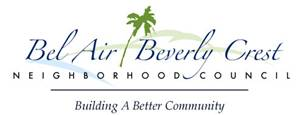 Bel Air Beverly Crest
NEIGHBORHOOD COUNCIL
Building A Better Community